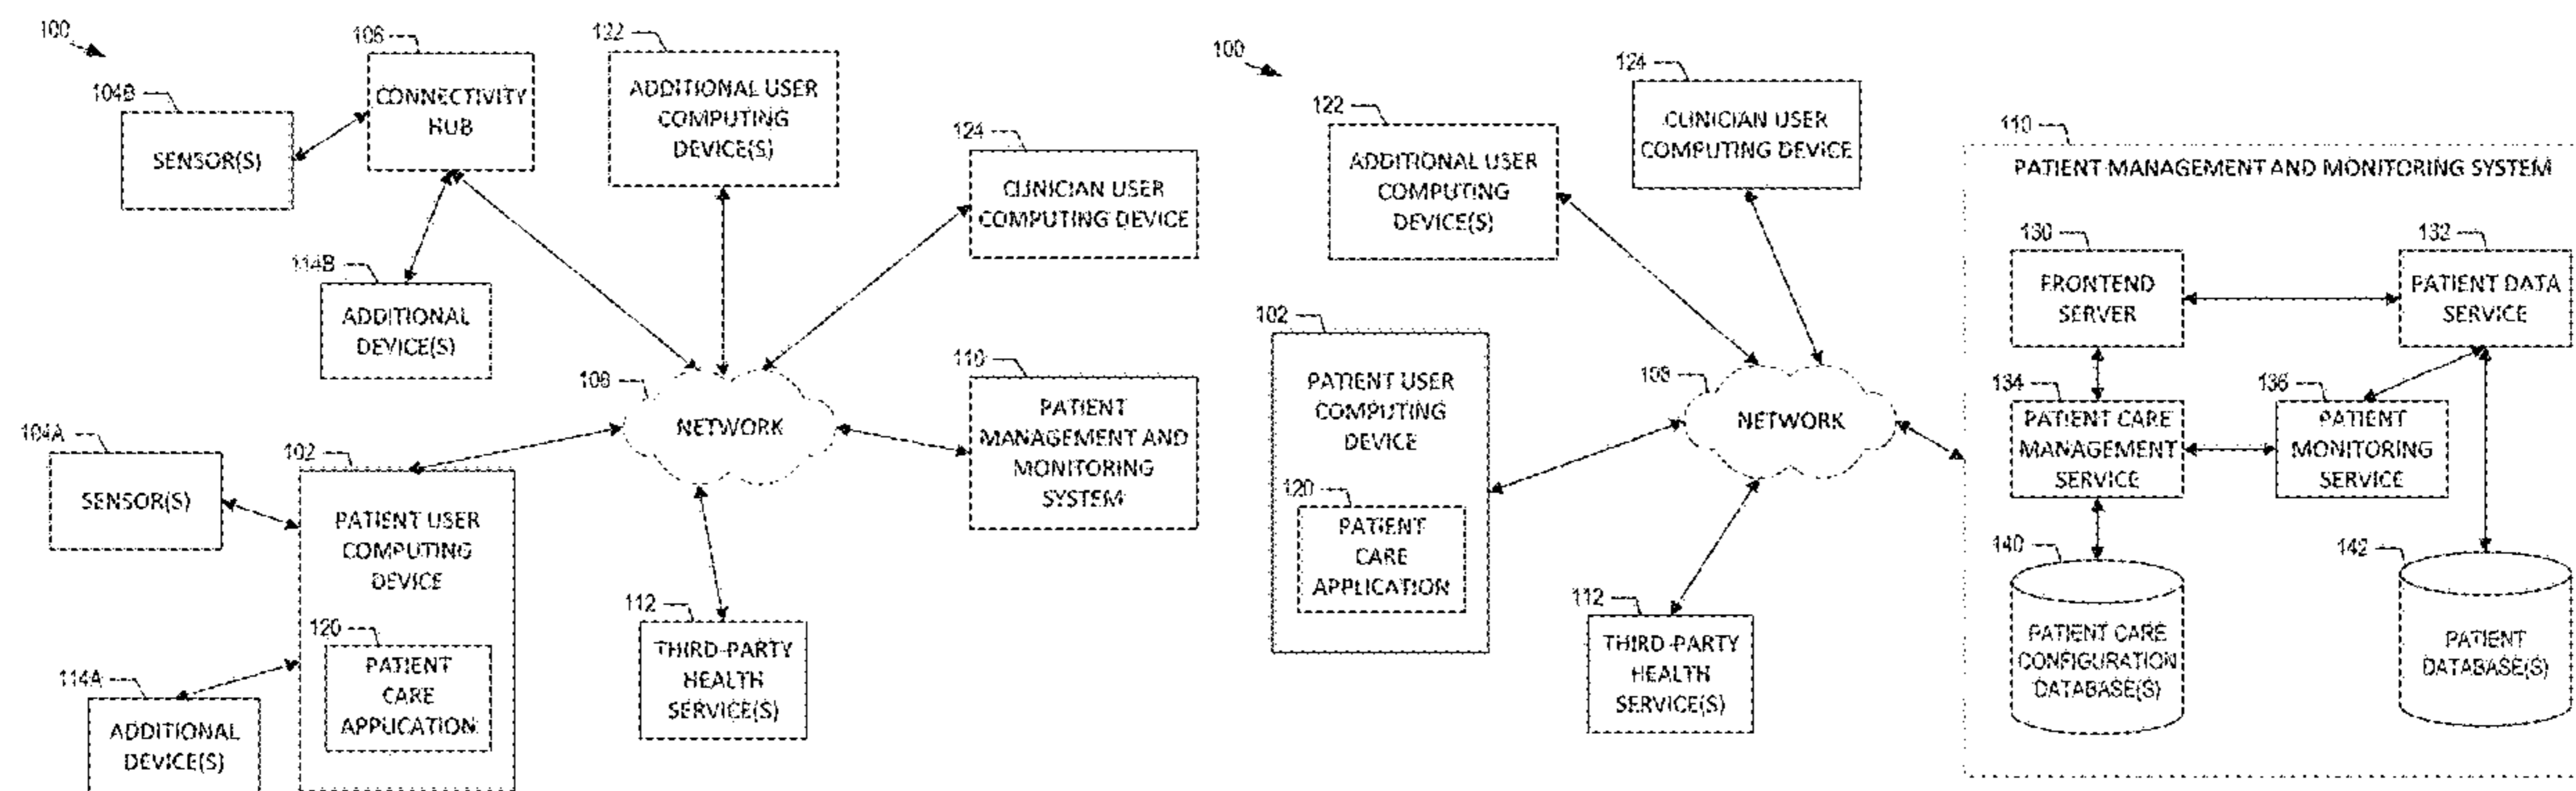 100
106
CONNECTIVITY
HUB
104B
SENSOR(S)
122
ADDITIONAL USER
COMPUTING
DEVICE(S)
124
CLINICIAN USER
COMPUTING DEVICE
114B
ADDITIONAL
DEVICE(S)
108
NETWORK
110
PATIENT
MANAGEMENT AND
MONITORING
SYSTEM
104A
SENSOR(S)
102
PATIENT USER
COMPUTING
DEVICE
120
PATIENT
CARE
APPLICATION
114A
ADDITIONAL
DEVICE(S)
112
THIRD-PARTY
HEALTH
SERVICE(S)
100
122
ADDITIONAL USER
COMPUTING
DEVICE(S)
124
CLINICIAN USER
COMPUTING DEVICE
102
PATIENT USER
COMPUTING
DEVICE
120
PATIENT
CARE
APPLICATION
108
NETWORK
112
THIRD-PARTY
HEALTH
SERVICE(S)
110
PATIENT MANAGEMENT AND MONITORING SYSTEM
130
FRONTEND
SERVER
132
PATIENT DATA
SERVICE
134
PATIENT CARE
MANAGEMENT
SERVICE
136
PATIENT
MONITORING
SERVICE
140
PATIENT CARE
CONFIGURATION
DATABASE(S)
142
PATIENT
DATABASE(S)